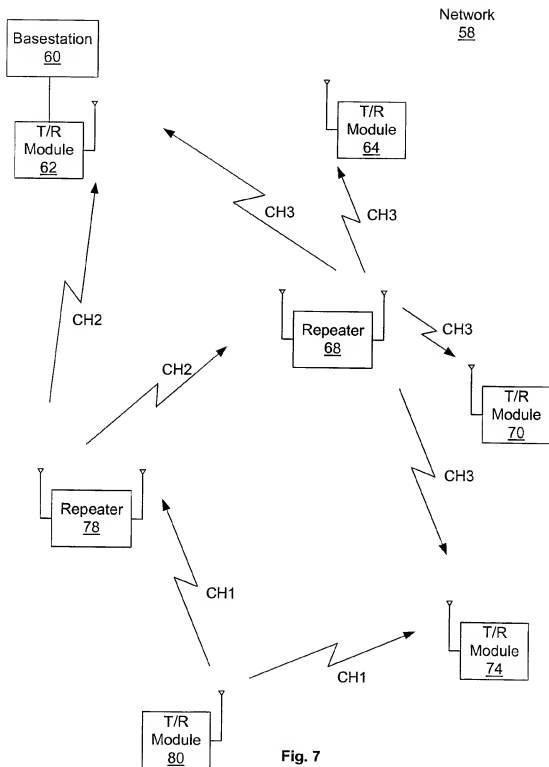 Network
58
Basestation
60
T/R
Module
62
T/R
Module
64
CH3
CH3
CH2
CH2
Repeater
68
CH3
T/R
Module
70
CH3
Repeater
78
CH1
T/R
Module
74
CH1
T/R
Module
80
Fig. 7